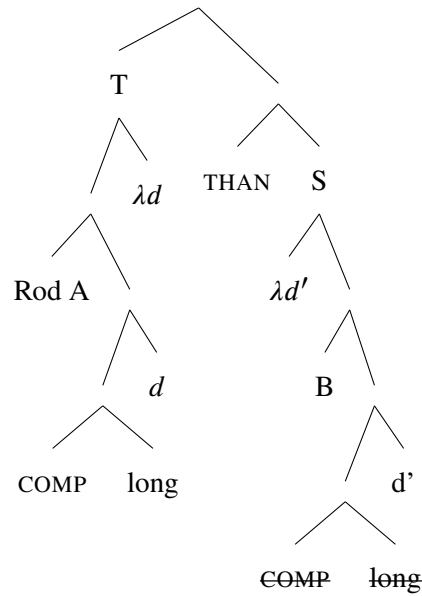 T
λd
THAN S
Rod A
λd′
d
B
COMP long
d’
COMP long